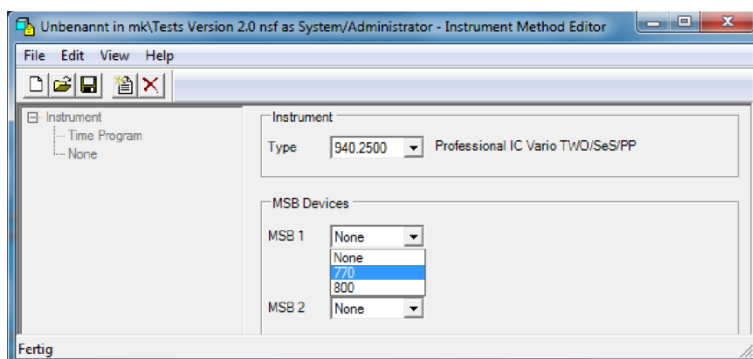 Unbenannt in mk\Tests Version 2.0 nsf as System/Administrator - Instrument Method Editor
File Edit View Help
Instrument
Time Program
None
Instrument
Type 940.2500 Professional IC Vario TWO/SeS/PP
MSB Devices
MSB 1 None
None
770
800
MSB 2 None
Fertig